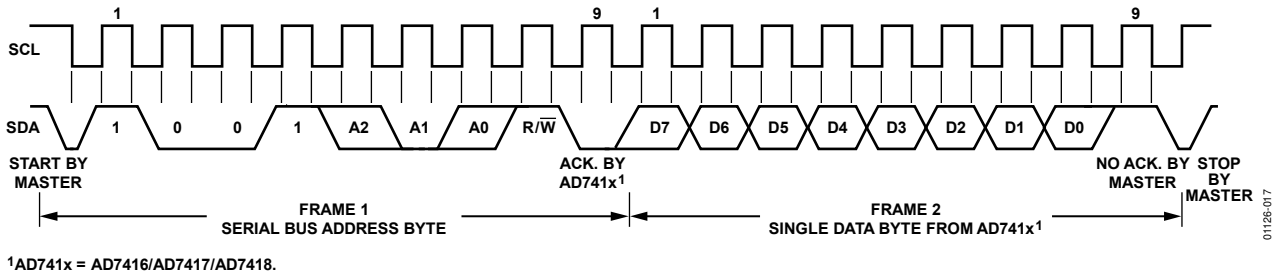 1 9 1 9
SCL
SDA 1 0 0 1 A2 A1 A0 R/W̅ D7 D6 D5 D4 D3 D2 D1 D0
START BY
MASTER
ACK. BY
AD741x¹
NO ACK. BY
MASTER
STOP
BY
MASTER
FRAME 1
SERIAL BUS ADDRESS BYTE
FRAME 2
SINGLE DATA BYTE FROM AD741x¹
01126-017
¹AD741x = AD7416/AD7417/AD7418.